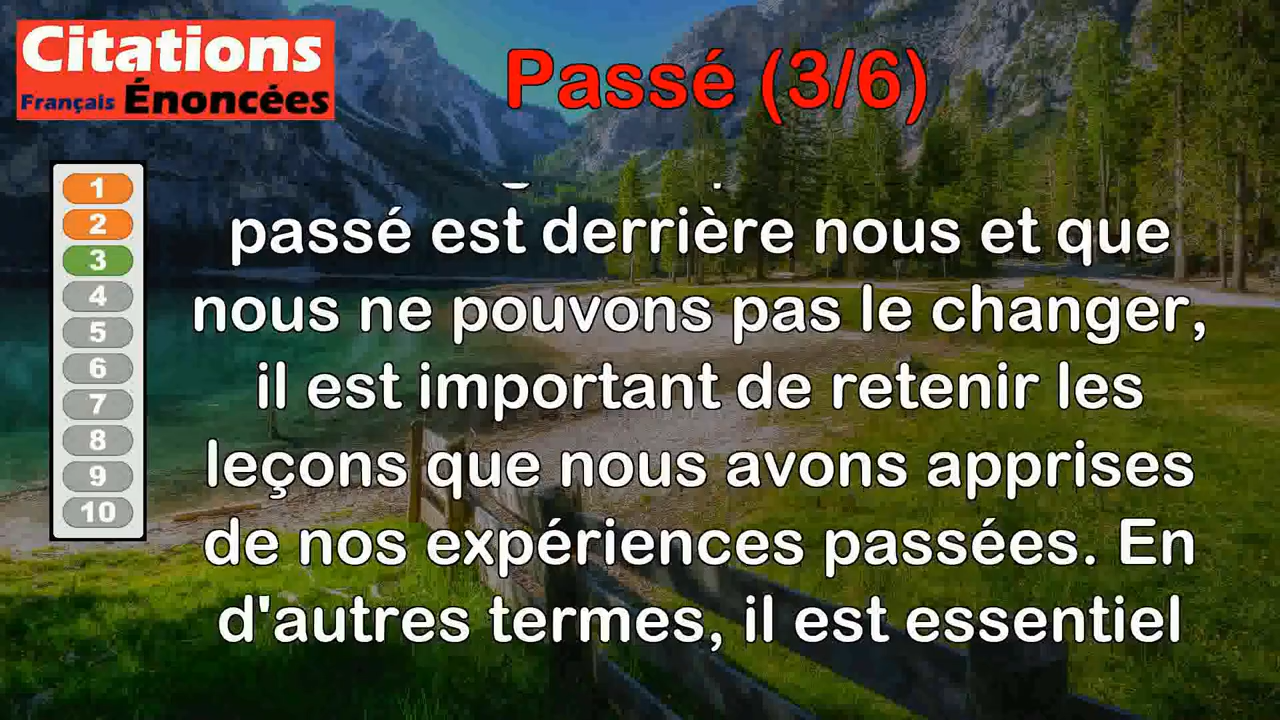 Citations
Français Énoncées
Passé (3/6)
1
2
3
4
5
6
7
8
9
10
passé est derrière nous et que
nous ne pouvons pas le changer,
il est important de retenir les
leçons que nous avons apprises
de nos expériences passées. En
d'autres termes, il est essentiel